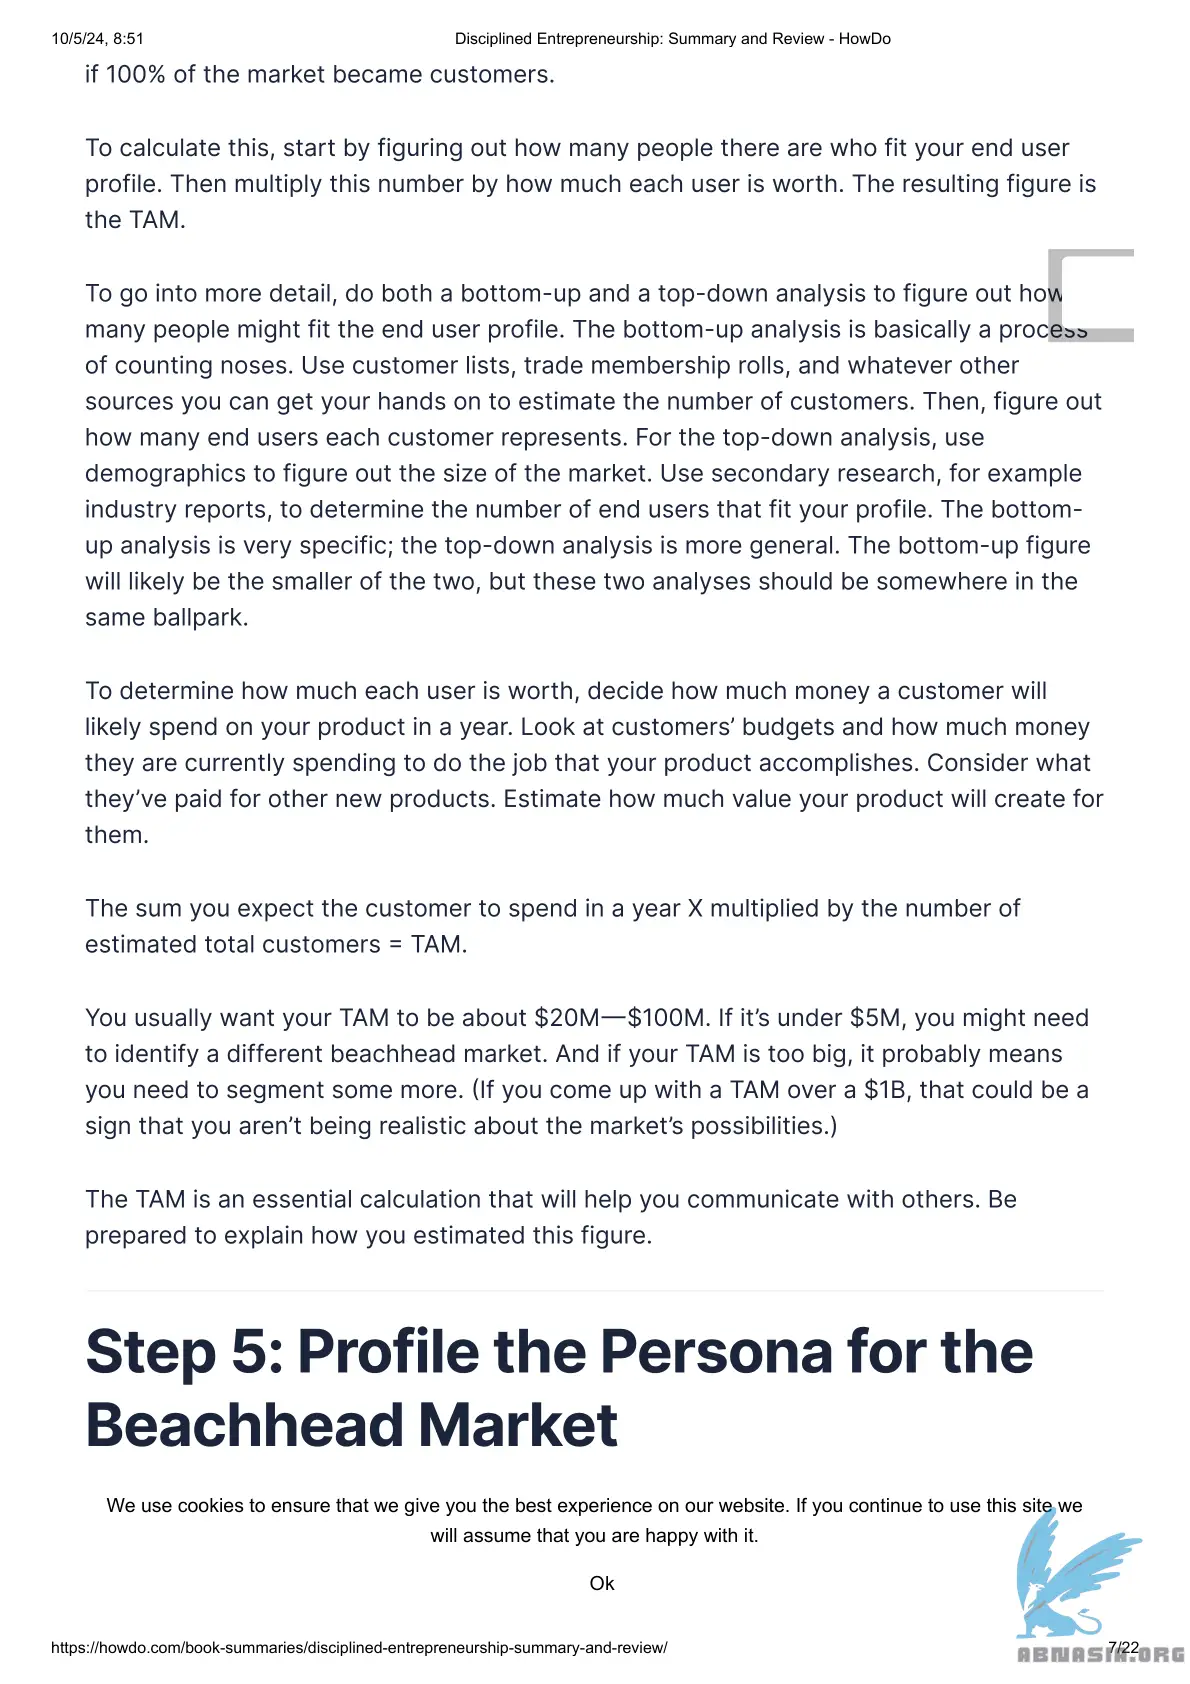 10/5/24, 8:51 Disciplined Entrepreneurship: Summary and Review - HowDo
if 100% of the market became customers.
To calculate this, start by figuring out how many people there are who fit your end user
profile. Then multiply this number by how much each user is worth. The resulting figure is
the TAM.
To go into more detail, do both a bottom-up and a top-down analysis to figure out how
many people might fit the end user profile. The bottom-up analysis is basically a process
of counting noses. Use customer lists, trade membership rolls, and whatever other
sources you can get your hands on to estimate the number of customers. Then, figure out
how many end users each customer represents. For the top-down analysis, use
demographics to figure out the size of the market. Use secondary research, for example
industry reports, to determine the number of end users that fit your profile. The bottom-
up analysis is very specific; the top-down analysis is more general. The bottom-up figure
will likely be the smaller of the two, but these two analyses should be somewhere in the
same ballpark.
To determine how much each user is worth, decide how much money a customer will
likely spend on your product in a year. Look at customers’ budgets and how much money
they are currently spending to do the job that your product accomplishes. Consider what
they’ve paid for other new products. Estimate how much value your product will create for
them.
The sum you expect the customer to spend in a year X multiplied by the number of
estimated total customers = TAM.
You usually want your TAM to be about $20M—$100M. If it’s under $5M, you might need
to identify a different beachhead market. And if your TAM is too big, it probably means
you need to segment some more. (If you come up with a TAM over a $1B, that could be a
sign that you aren’t being realistic about the market’s possibilities.)
The TAM is an essential calculation that will help you communicate with others. Be
prepared to explain how you estimated this figure.
Step 5: Profile the Persona for the
Beachhead Market
We use cookies to ensure that we give you the best experience on our website. If you continue to use this site we
will assume that you are happy with it.
Ok
https://howdo.com/book-summaries/disciplined-entrepreneurship-summary-and-review/ 7/22
ABMASIA.ORG